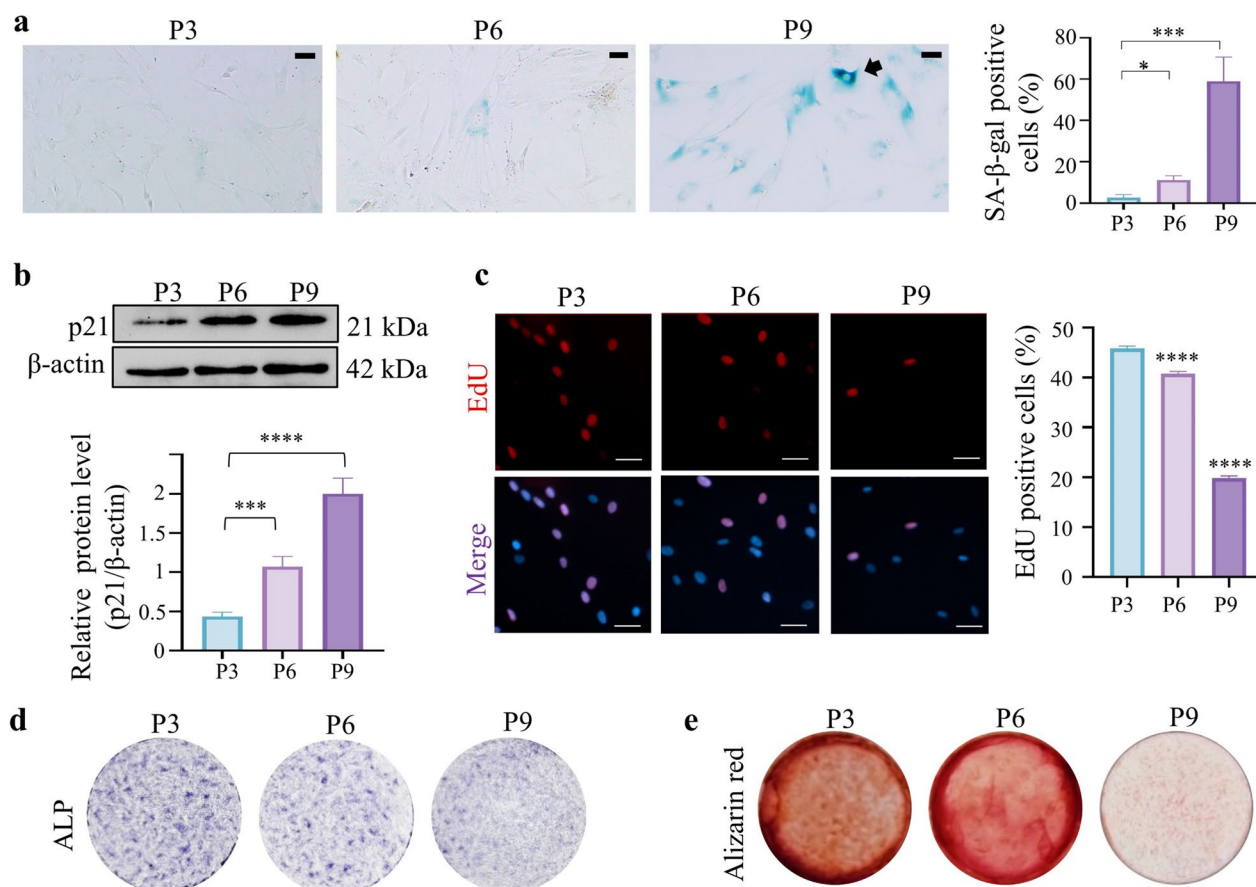 a
P3 P6 P9
SA-β-gal positive
cells (%)
80
60
40
20
0
***
*
P3 P6 P9
b
P3 P6 P9
p21 21 kDa
β-actin 42 kDa
Relative protein level
(p21/β-actin)
2
1
0.5
0
****
***
P3 P6 P9
c
P3 P6 P9
EdU
Merge
EdU positive cells (%)
50
40
30
20
10
0
****
****
P3 P6 P9
d
P3 P6 P9
ALP
e
P3 P6 P9
Alizarin red